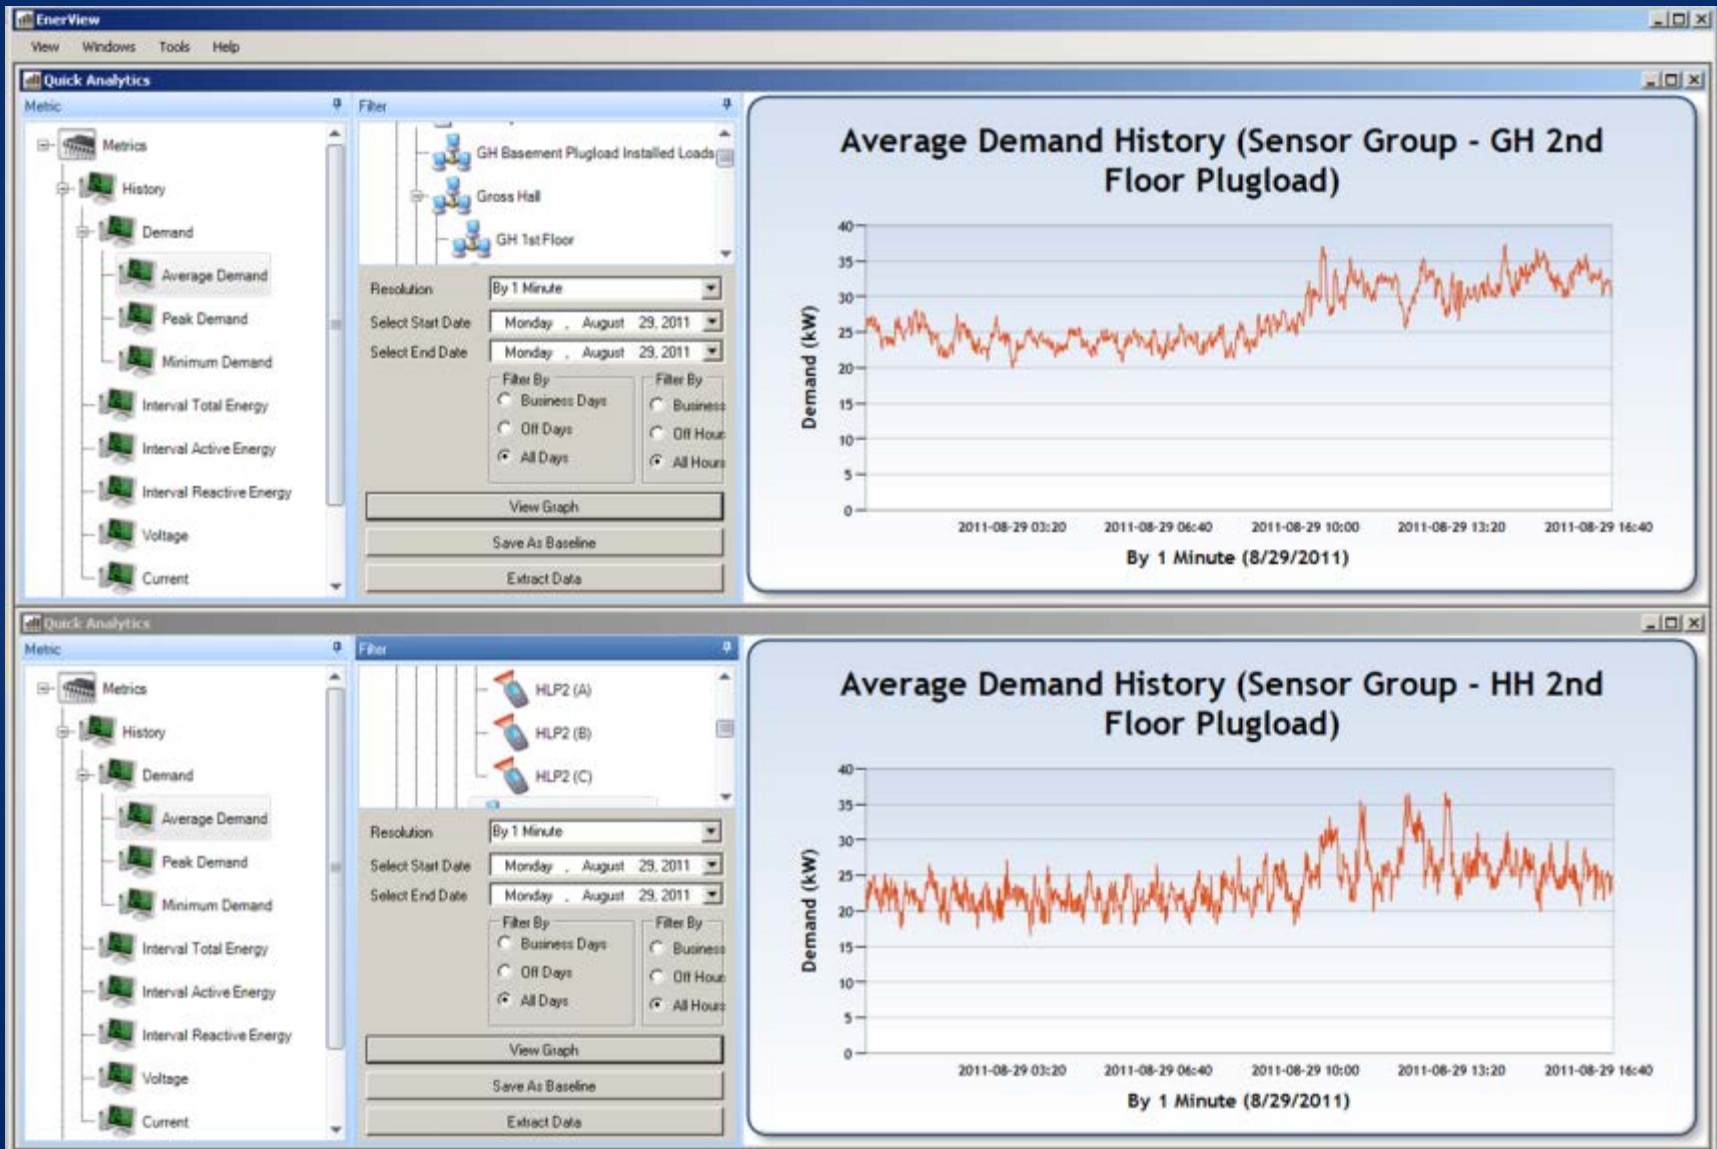 EnerView
View Windows Tools Help
Quick Analytics
Metric
Metrics
History
Demand
Average Demand
Peak Demand
Minimum Demand
Interval Total Energy
Interval Active Energy
Interval Reactive Energy
Voltage
Current
Filter
GH Basement Plugload Installed Loads
Gross Hall
GH 1st Floor
Resolution By 1 Minute
Select Start Date Monday , August 29, 2011
Select End Date Monday , August 29, 2011
Filter By Filter By
Business Days Business
Off Days Off Hour
All Days All Hours
View Graph
Save As Baseline
Extract Data
Average Demand History (Sensor Group - GH 2nd
Floor Plugload)
Demand (kW)
40
35
30
25
20
15
10
5
0
2011-08-29 03:20 2011-08-29 06:40 2011-08-29 10:00 2011-08-29 13:20 2011-08-29 16:40
By 1 Minute (8/29/2011)
Quick Analytics
Metric
Metrics
History
Demand
Average Demand
Peak Demand
Minimum Demand
Interval Total Energy
Interval Active Energy
Interval Reactive Energy
Voltage
Current
Filter
HLP2 (A)
HLP2 (B)
HLP2 (C)
Resolution By 1 Minute
Select Start Date Monday , August 29, 2011
Select End Date Monday , August 29, 2011
Filter By Filter By
Business Days Business
Off Days Off Hour
All Days All Hours
View Graph
Save As Baseline
Extract Data
Average Demand History (Sensor Group - HH 2nd
Floor Plugload)
Demand (kW)
40
35
30
25
20
15
10
5
0
2011-08-29 03:20 2011-08-29 06:40 2011-08-29 10:00 2011-08-29 13:20 2011-08-29 16:40
By 1 Minute (8/29/2011)